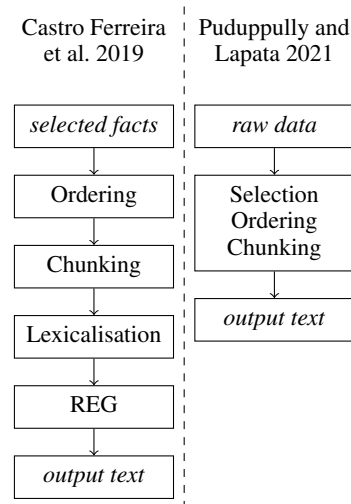 Castro Ferreira
et al. 2019
selected facts
Ordering
Chunking
Lexicalisation
REG
output text
Puduppully and
Lapata 2021
raw data
Selection
Ordering
Chunking
output text